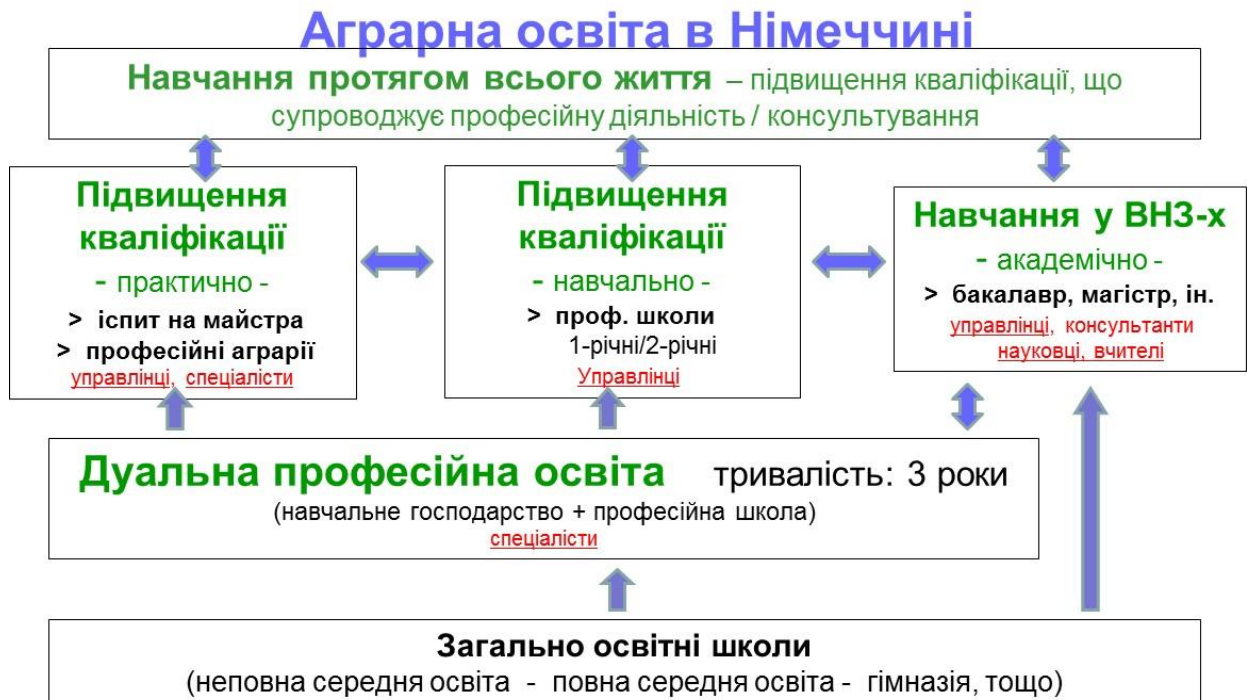 Аграрна освіта в Німеччині
Навчання протягом всього життя – підвищення кваліфікації, що
супроводжує професійну діяльність / консультування
Підвищення
кваліфікації
- практично -
> іспит на майстра
> професійні аграрії
управлінці, спеціалісти
Підвищення
кваліфікації
- навчально -
> проф. школи
1-річні/2-річні
Управлінці
Навчання у ВНЗ-х
- академічно -
> бакалавр, магістр, ін.
управлінці, консультанти
науковці, вчителі
Дуальна професійна освіта тривалість: 3 роки
(навчальне господарство + професійна школа)
спеціалісти
Загально освітні школи
(неповна середня освіта - повна середня освіта - гімназія, тощо)